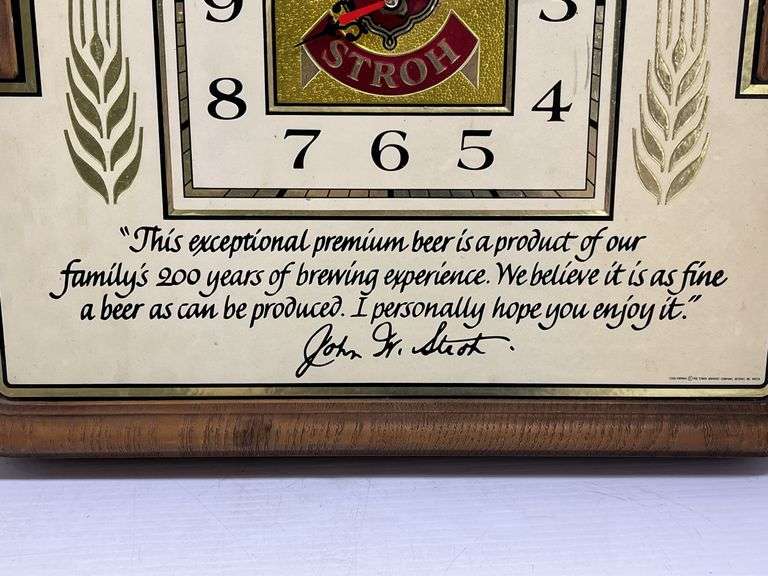 9 3
STROH
8 4
7 6 5
"This exceptional premium beer is a product of our
family's 200 years of brewing experience. We believe it is as fine
a beer as can be produced. I personally hope you enjoy it."
John W. Stroh.